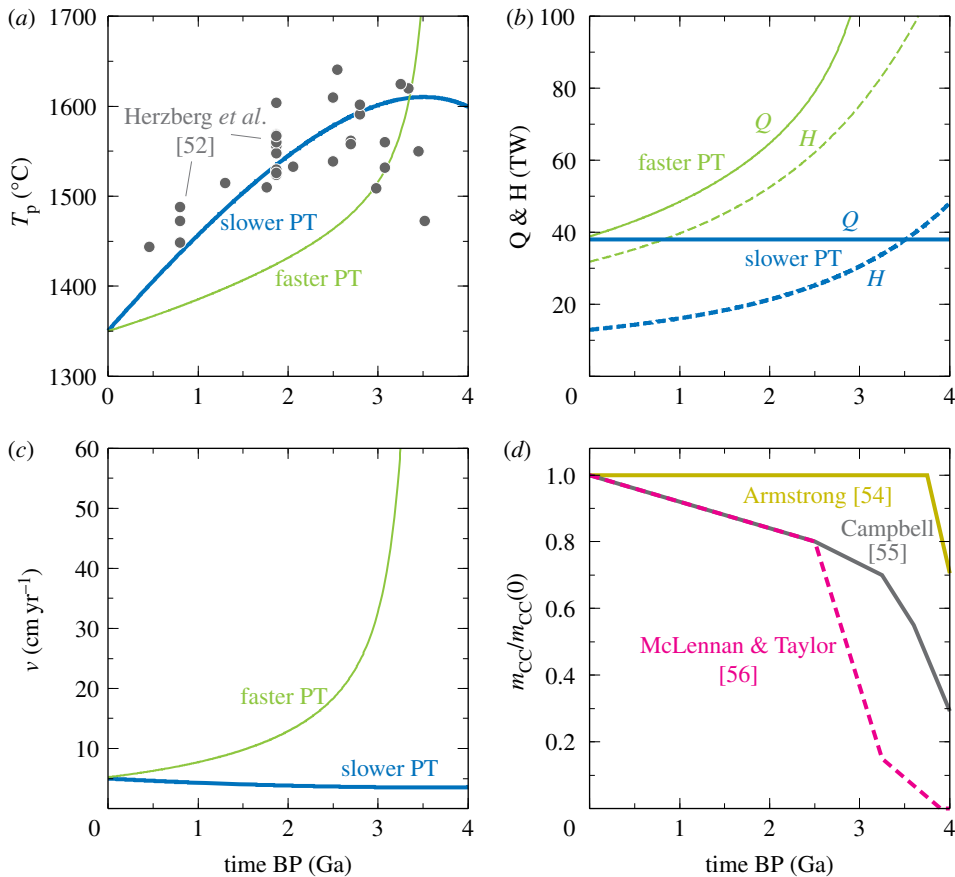 (a)
1700
1600
1500
1400
1300
Tp (°C)
Herzberg et al.
[52]
slower PT
faster PT
0 1 2 3 4
(b)
100
80
60
40
20
0
Q & H (TW)
Q
H
faster PT
Q
slower PT
H
0 1 2 3 4
(c)
60
50
40
30
20
10
0
v (cm yr−1)
faster PT
slower PT
0 1 2 3 4
time BP (Ga)
(d)
1.0
0.8
0.6
0.4
0.2
0
mCC/mCC(0)
Armstrong [54]
Campbell
[55]
McLennan & Taylor
[56]
0 1 2 3 4
time BP (Ga)